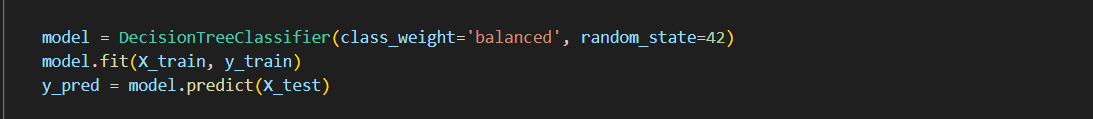 model = DecisionTreeClassifier(class_weight='balanced', random_state=42)
model.fit(X_train, y_train)
y_pred = model.predict(X_test)